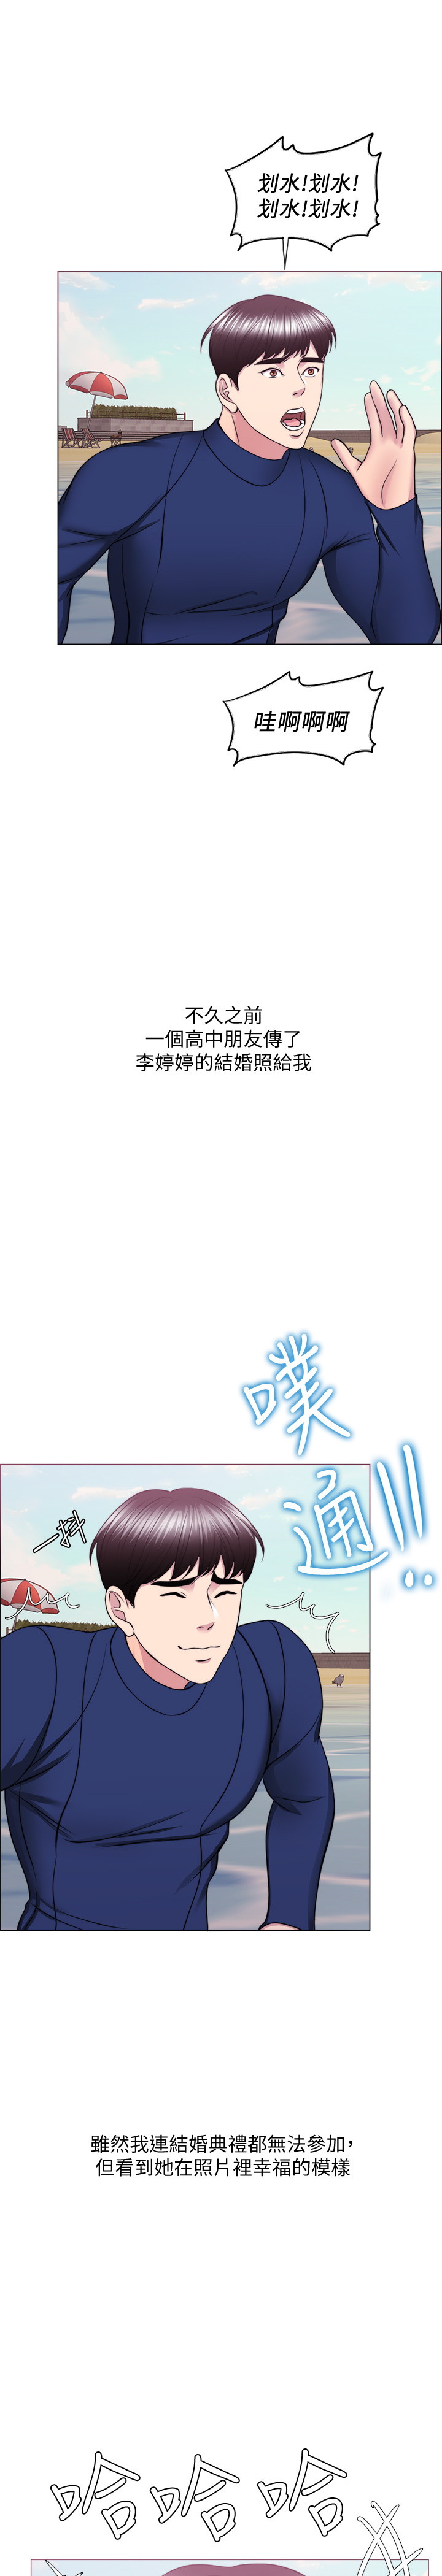 划水!划水!
划水!划水!
哇啊啊啊
不久之前
一個高中朋友傳了
李婷婷的結婚照給我
噗
通!!
一抖
雖然我連結婚典禮都無法參加，
但看到她在照片裡幸福的模樣
哈哈哈